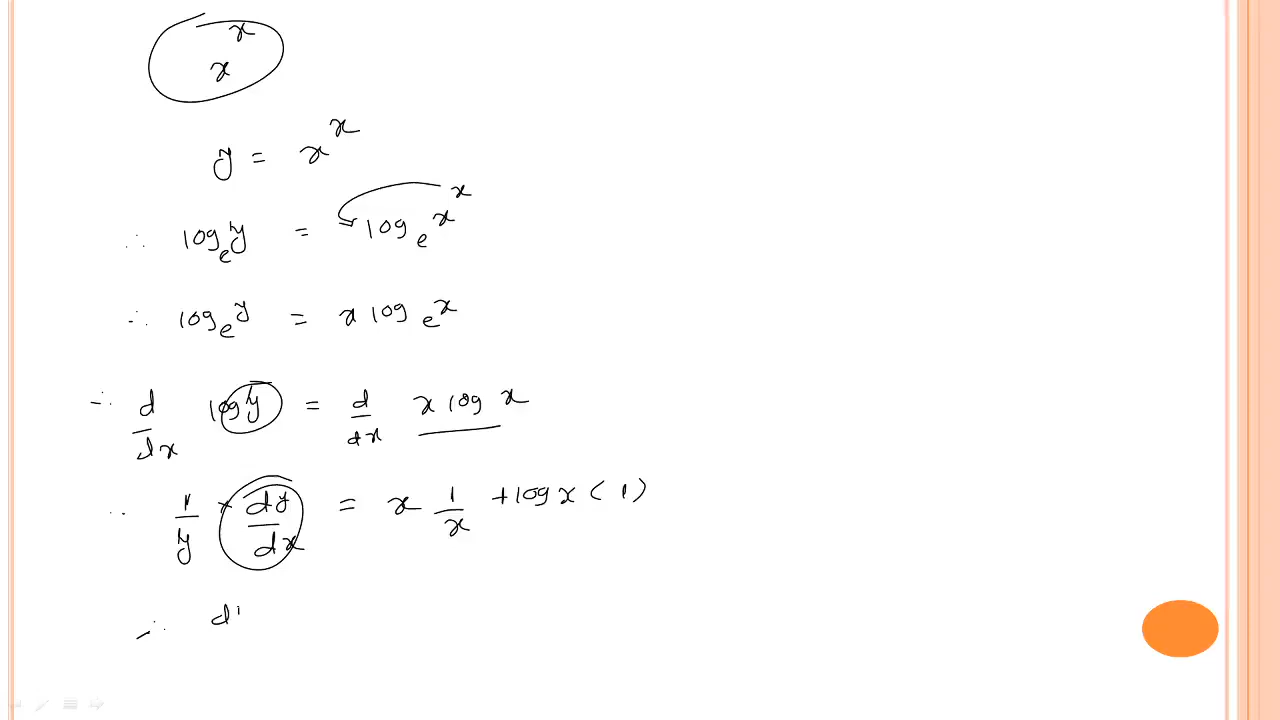 x^x
y = x^x
∴ log_e y = log_e x^x
∴ log_e y = x log_e x
∴ d/dx log y = d/dx x log x
∴ 1/y × dy/dx = x 1/x + log x (1)
∴ d